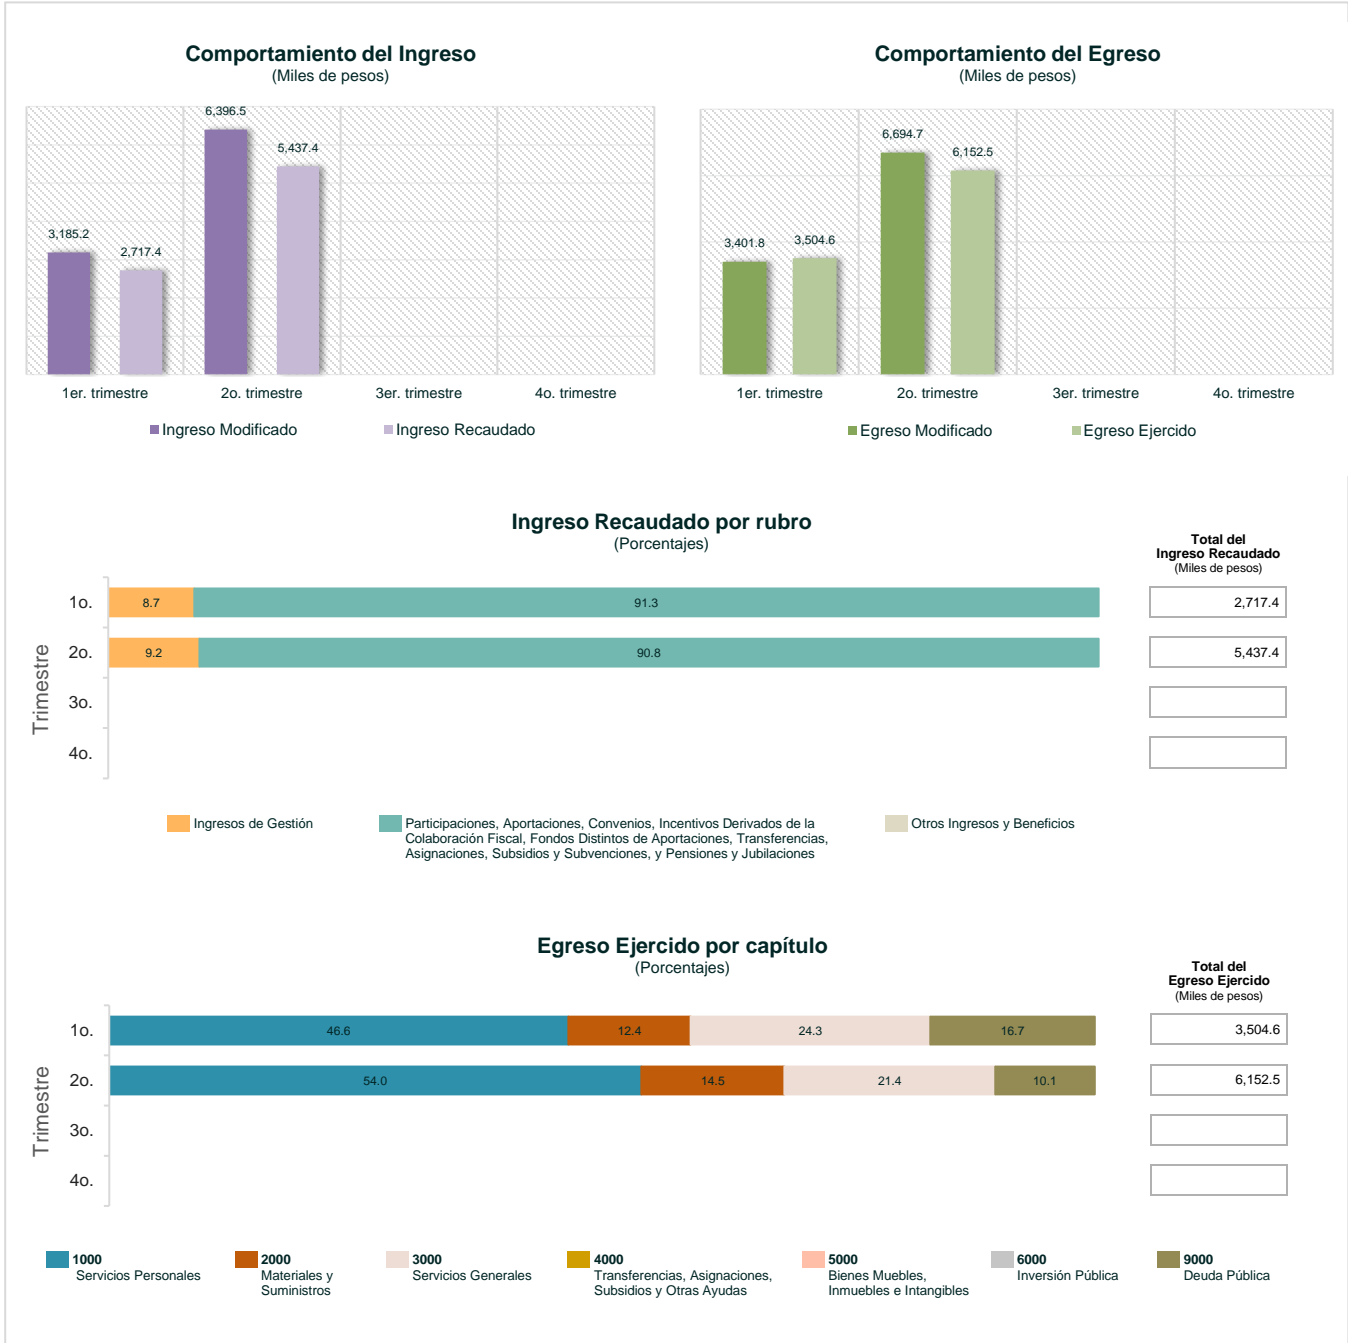 Comportamiento del Ingreso
(Miles de pesos)
6,396.5
5,437.4
3,185.2
2,717.4
1er. trimestre
2o. trimestre
3er. trimestre
4o. trimestre
Ingreso Modificado
Ingreso Recaudado
Comportamiento del Egreso
(Miles de pesos)
6,694.7
6,152.5
3,401.8
3,504.6
1er. trimestre
2o. trimestre
3er. trimestre
4o. trimestre
Egreso Modificado
Egreso Ejercido
Ingreso Recaudado por rubro
(Porcentajes)
Total del
Ingreso Recaudado
(Miles de pesos)
Trimestre
1o.
8.7
91.3
2,717.4
2o.
9.2
90.8
5,437.4
3o.
4o.
Ingresos de Gestión
Participaciones, Aportaciones, Convenios, Incentivos Derivados de la
Colaboración Fiscal, Fondos Distintos de Aportaciones, Transferencias,
Asignaciones, Subsidios y Subvenciones, y Pensiones y Jubilaciones
Otros Ingresos y Beneficios
Egreso Ejercido por capítulo
(Porcentajes)
Total del
Egreso Ejercido
(Miles de pesos)
Trimestre
1o.
46.6
12.4
24.3
16.7
3,504.6
2o.
54.0
14.5
21.4
10.1
6,152.5
3o.
4o.
1000
Servicios Personales
2000
Materiales y
Suministros
3000
Servicios Generales
4000
Transferencias, Asignaciones,
Subsidios y Otras Ayudas
5000
Bienes Muebles,
Inmuebles e Intangibles
6000
Inversión Pública
9000
Deuda Pública